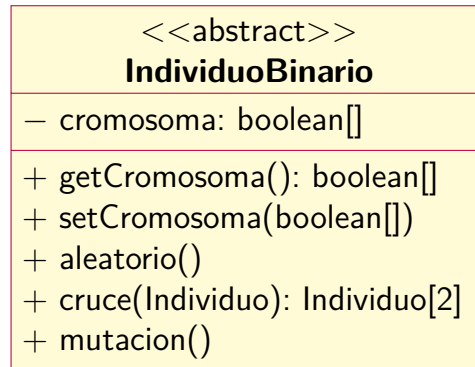 <<abstract>>
IndividuoBinario
− cromosoma: boolean[]
+ getCromosoma(): boolean[]
+ setCromosoma(boolean[])
+ aleatorio()
+ cruce(Individuo): Individuo[2]
+ mutacion()